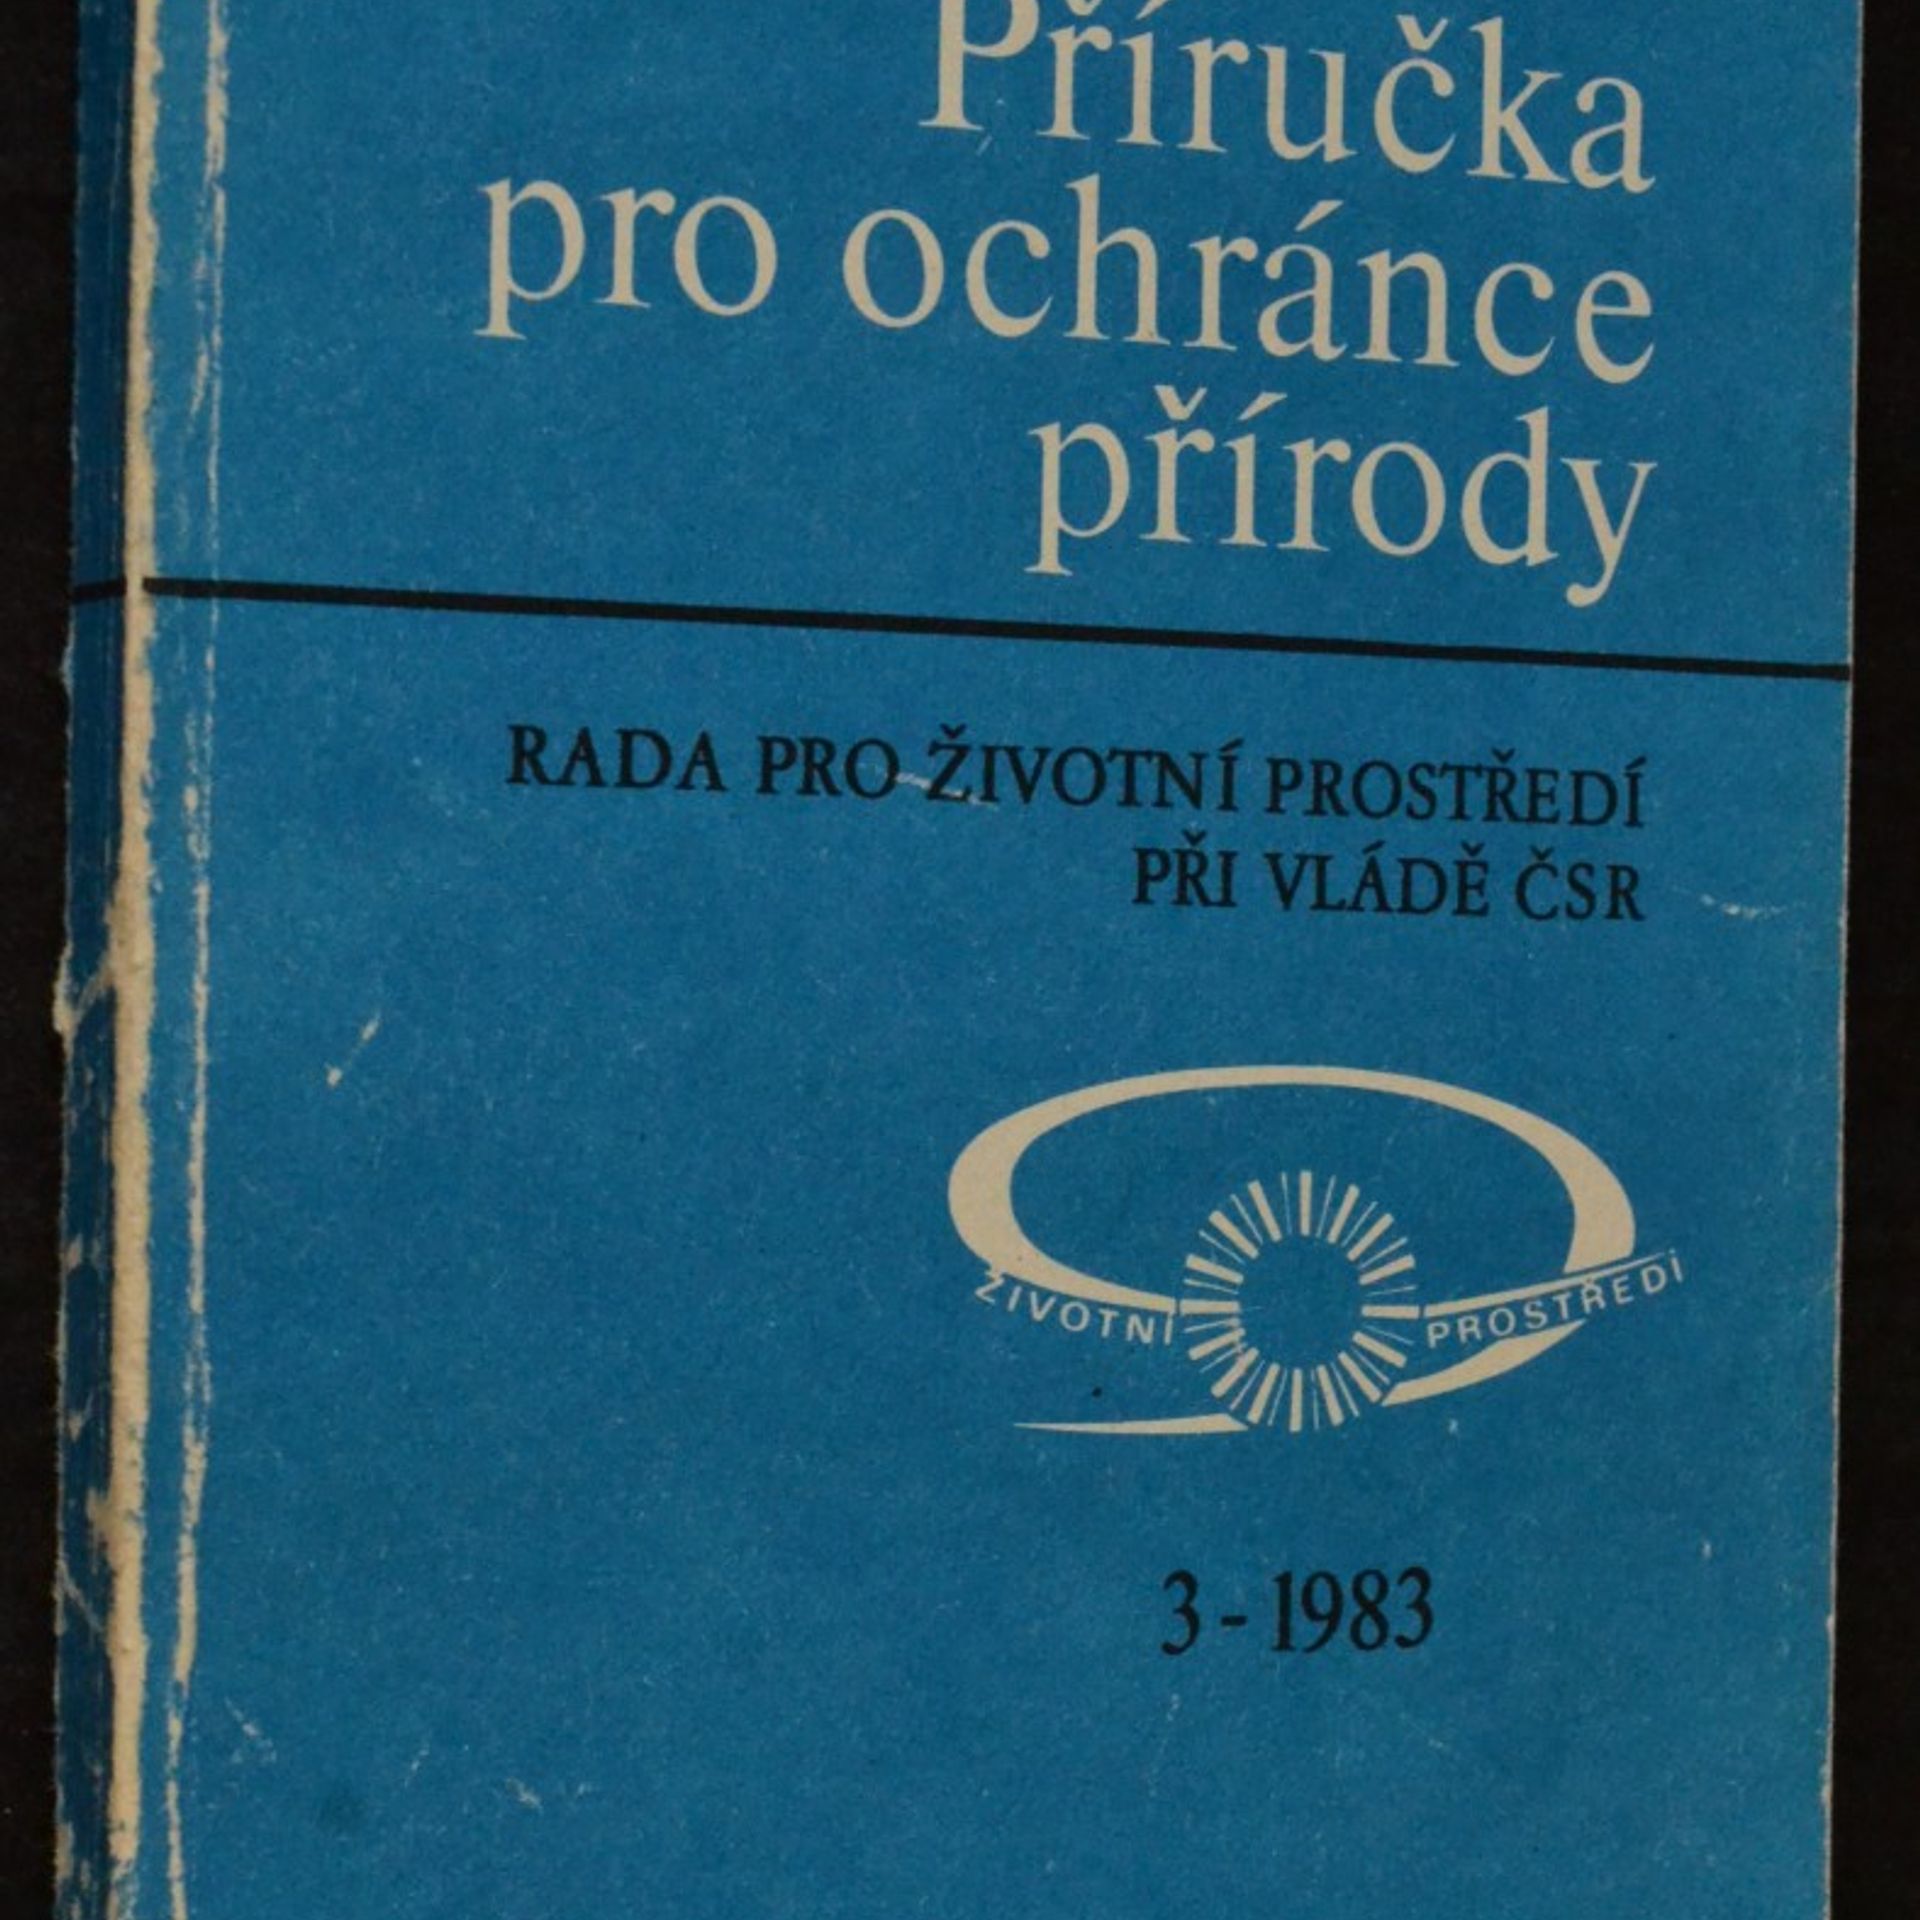 Příručka
pro ochránce
přírody
RADA PRO ŽIVOTNÍ PROSTŘEDÍ
PŘI VLÁDĚ ČSR
ŽIVOTNÍ PROSTŘEDÍ
3-1983